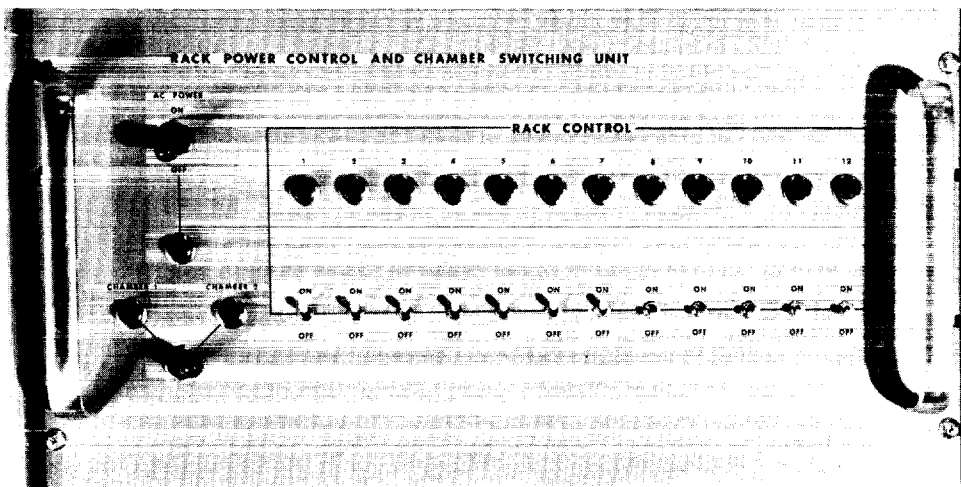 RACK POWER CONTROL AND CHAMBER SWITCHING UNIT
AC POWER
ON
OFF
RACK CONTROL
1 2 3 4 5 6 7 8 9 10 11 12
CHAMBER 1 CHAMBER 2
ON ON ON ON ON ON ON ON ON ON ON ON
OFF OFF OFF OFF OFF OFF OFF OFF OFF OFF OFF OFF